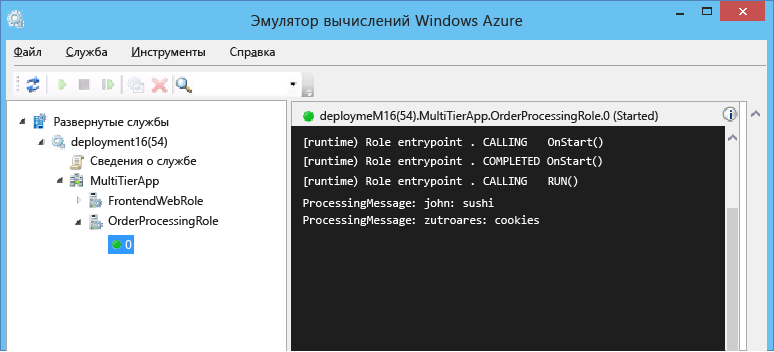 Эмулятор вычислений Windows Azure
Файл Служба Инструменты Справка
Развернутые службы
deployment16(54)
Сведения о службе
MultiTierApp
FrontendWebRole
OrderProcessingRole
0
deploymeM16(54).MultiTierApp.OrderProcessingRole.0 (Started)
[runtime) Role entrypoint . CALLING OnStart()
[runtime) Role entrypoint . COMPLETED OnStart()
[runtime) Role entrypoint . CALLING RUN()
ProcessingMessage: john: sushi
ProcessingMessage: zutroares: cookies